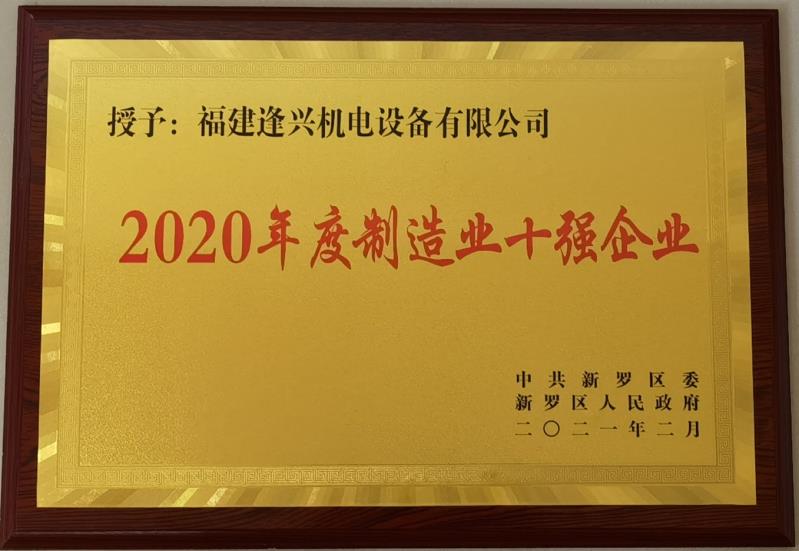 授予：福建逢兴机电设备有限公司
2020年度制造业十强企业
中共新罗区委
新罗区人民政府
二〇二一年二月